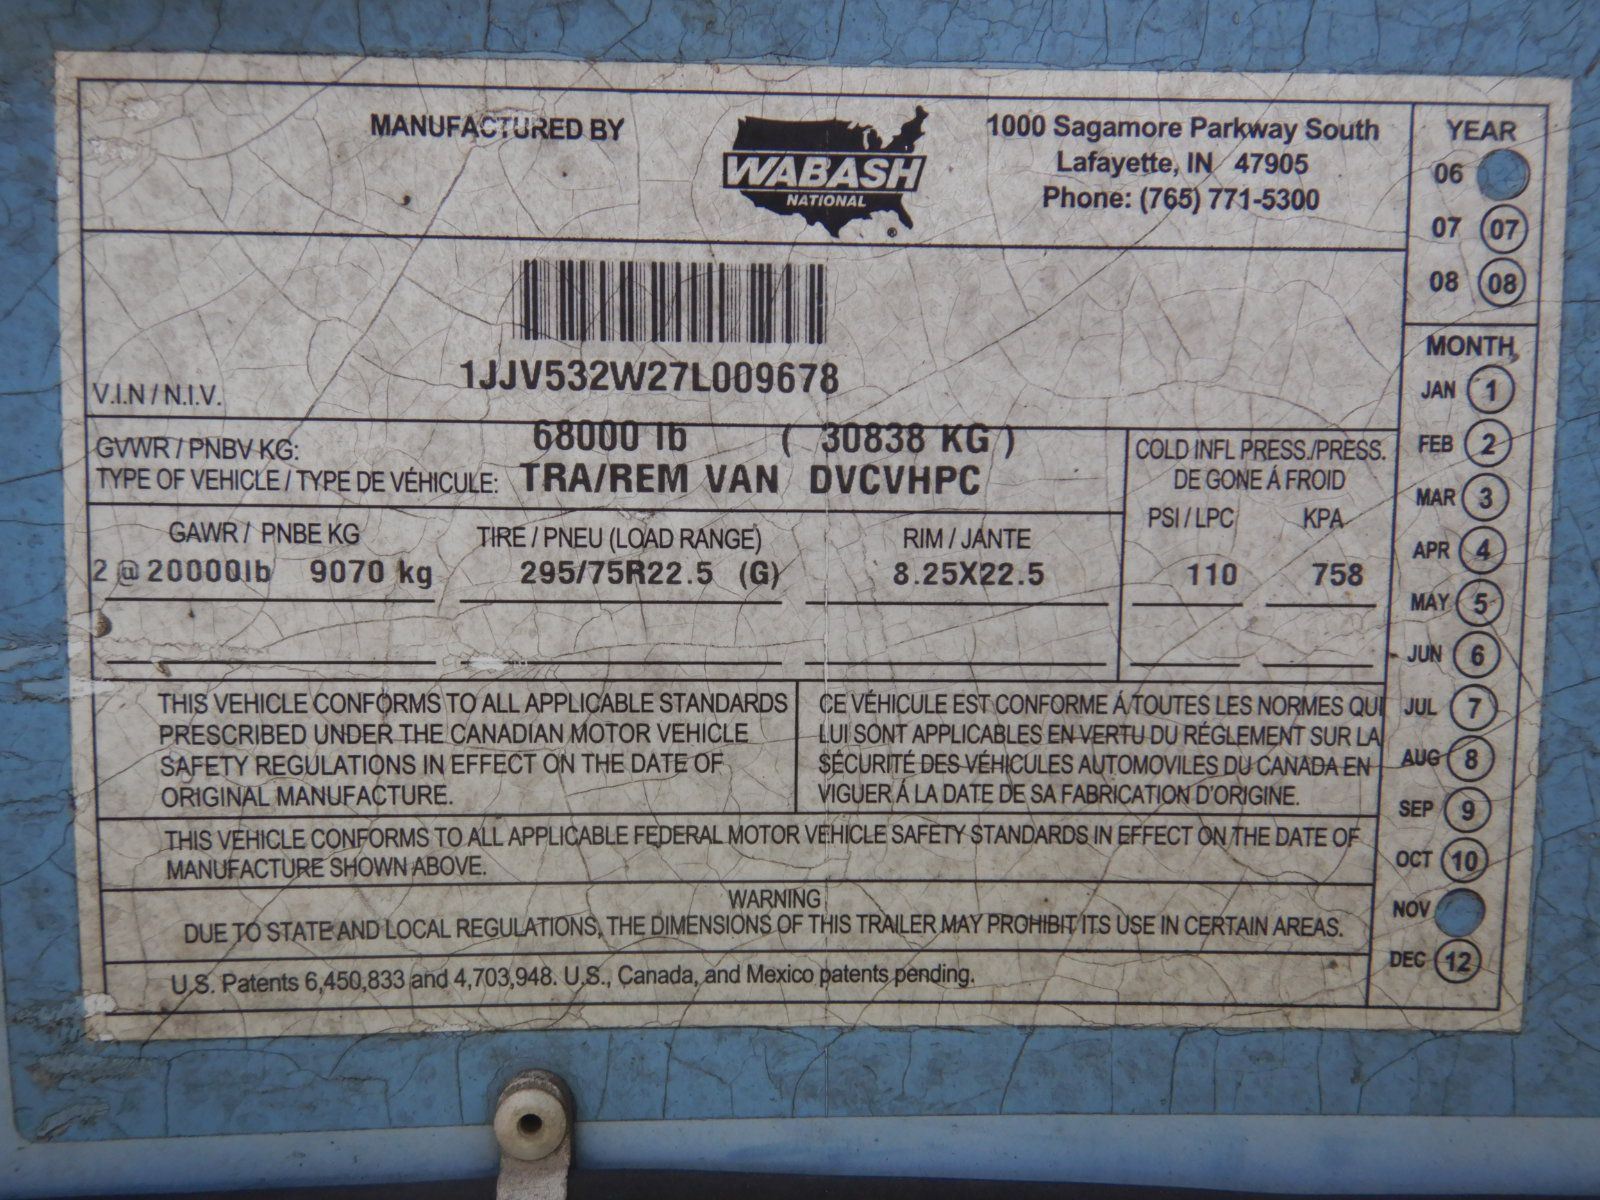 MANUFACTURED BY
WABASH
NATIONAL
®
1000 Sagamore Parkway South
Lafayette, IN 47905
Phone: (765) 771-5300
YEAR
06
07 07
08 08
1JJV532W27L009678
V.I.N / N.I.V.
GVWR / PNBV KG: 68000 lb ( 30838 KG )
TYPE OF VEHICLE / TYPE DE VÉHICULE: TRA/REM VAN DVCVHPC
COLD INFL PRESS./PRESS.
DE GONE Á FROID
PSI / LPC KPA
GAWR / PNBE KG TIRE / PNEU (LOAD RANGE) RIM / JANTE
2 @ 20000lb 9070 kg 295/75R22.5 (G) 8.25X22.5 110 758
THIS VEHICLE CONFORMS TO ALL APPLICABLE STANDARDS
PRESCRIBED UNDER THE CANADIAN MOTOR VEHICLE
SAFETY REGULATIONS IN EFFECT ON THE DATE OF
ORIGINAL MANUFACTURE.
CE VÉHICULE EST CONFORME Á TOUTES LES NORMES QUI
LUI SONT APPLICABLES EN VERTU DU RÉGLEMENT SUR LA
SÉCURITÉ DES VÉHICULES AUTOMOVILES DU CANADA EN
VIGUER Á LA DATE DE SA FABRICATION D'ORIGINE.
THIS VEHICLE CONFORMS TO ALL APPLICABLE FEDERAL MOTOR VEHICLE SAFETY STANDARDS IN EFFECT ON THE DATE OF
MANUFACTURE SHOWN ABOVE.
WARNING
DUE TO STATE AND LOCAL REGULATIONS, THE DIMENSIONS OF THIS TRAILER MAY PROHIBIT ITS USE IN CERTAIN AREAS.
U.S. Patents 6,450,833 and 4,703,948. U.S., Canada, and Mexico patents pending.
MONTH
JAN 1
FEB 2
MAR 3
APR 4
MAY 5
JUN 6
JUL 7
AUG 8
SEP 9
OCT 10
NOV
DEC 12